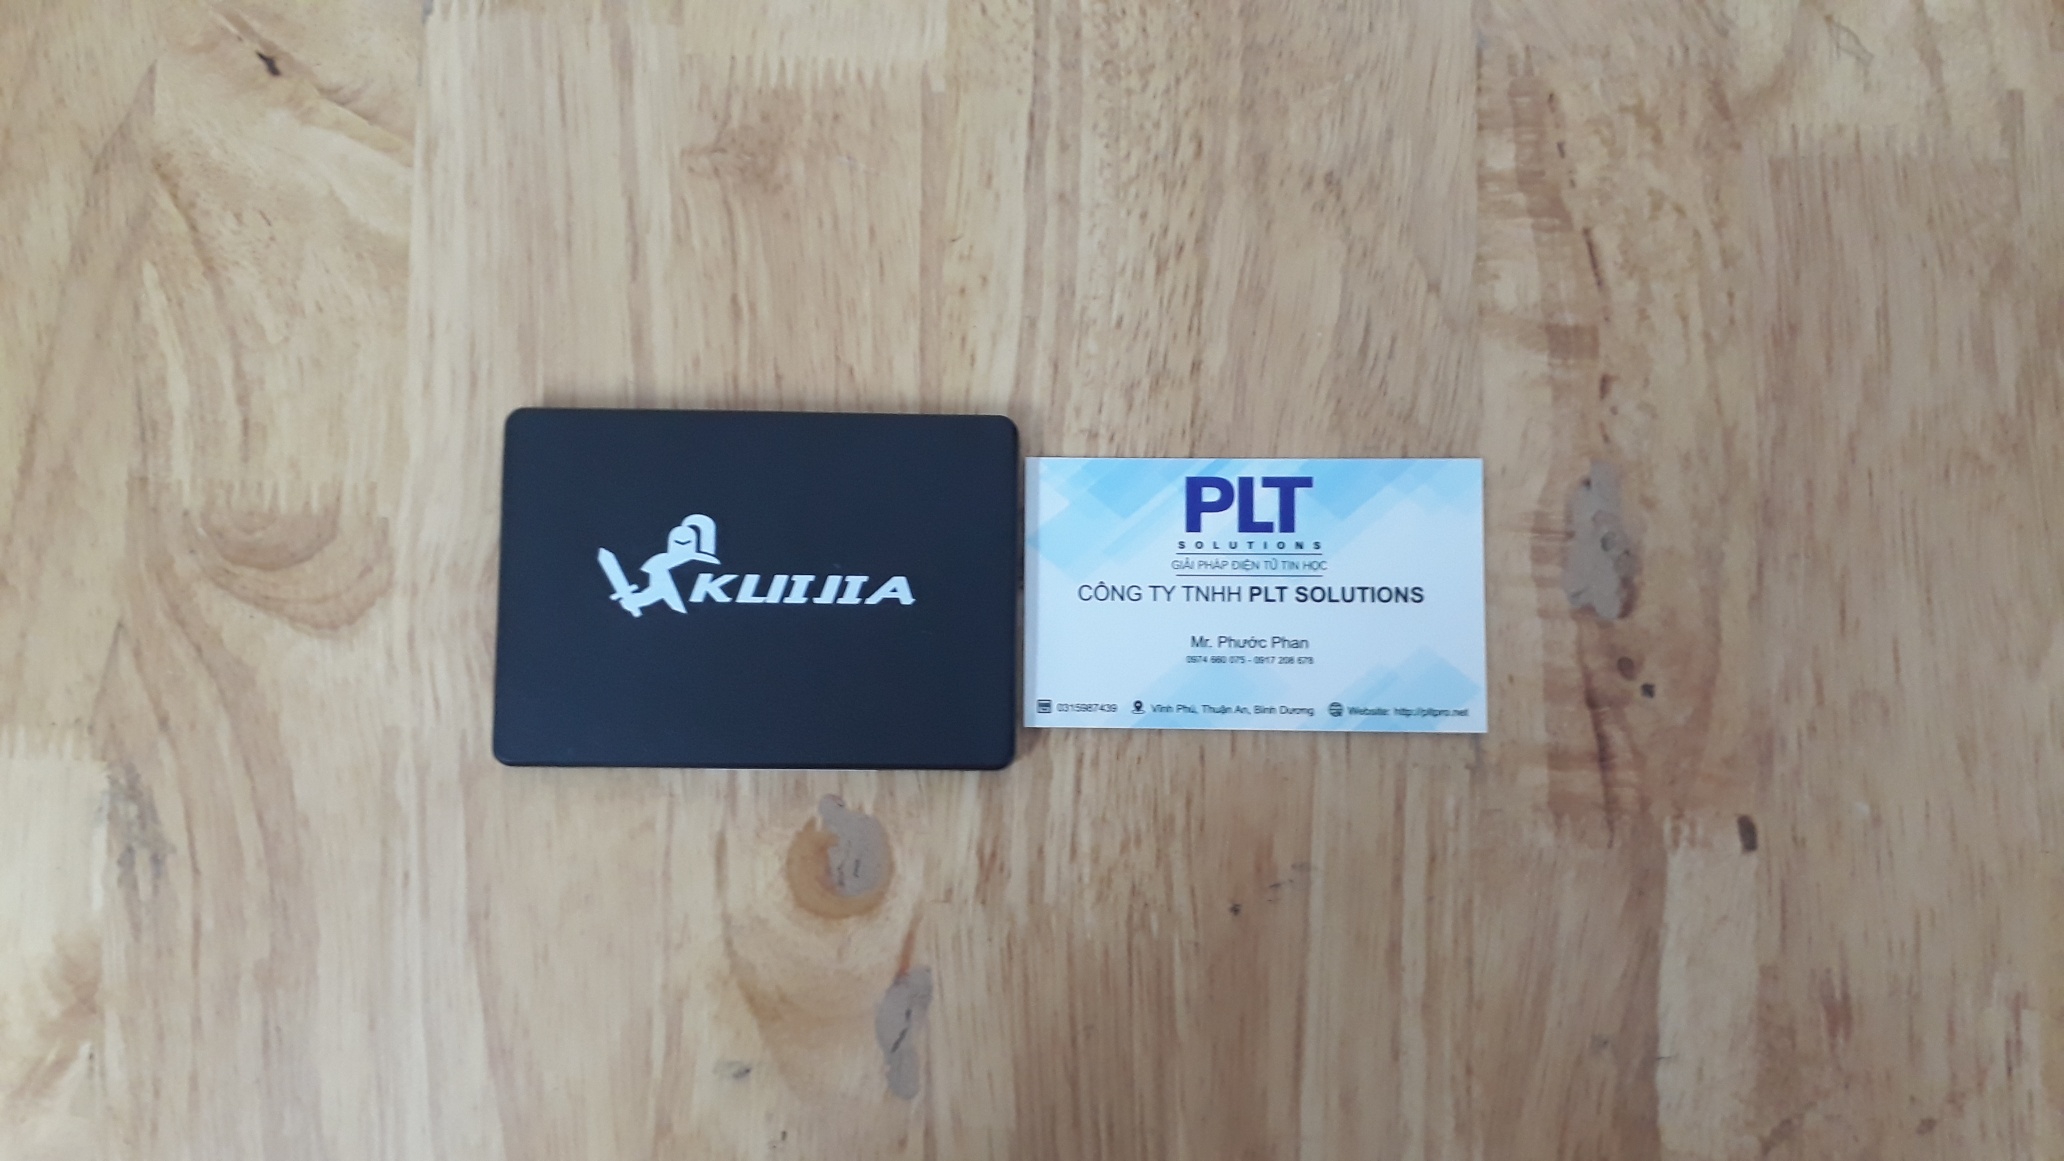 KUIJIA
PLT
SOLUTIONS
GIẢI PHÁP ĐIỆN TỬ TIN HỌC
CÔNG TY TNHH PLT SOLUTIONS
Mr. Phước Phan
0974 660 075 - 0917 208 678
0315987439 Vĩnh Phú, Thuận An, Bình Dương Website: http://pltpro.net